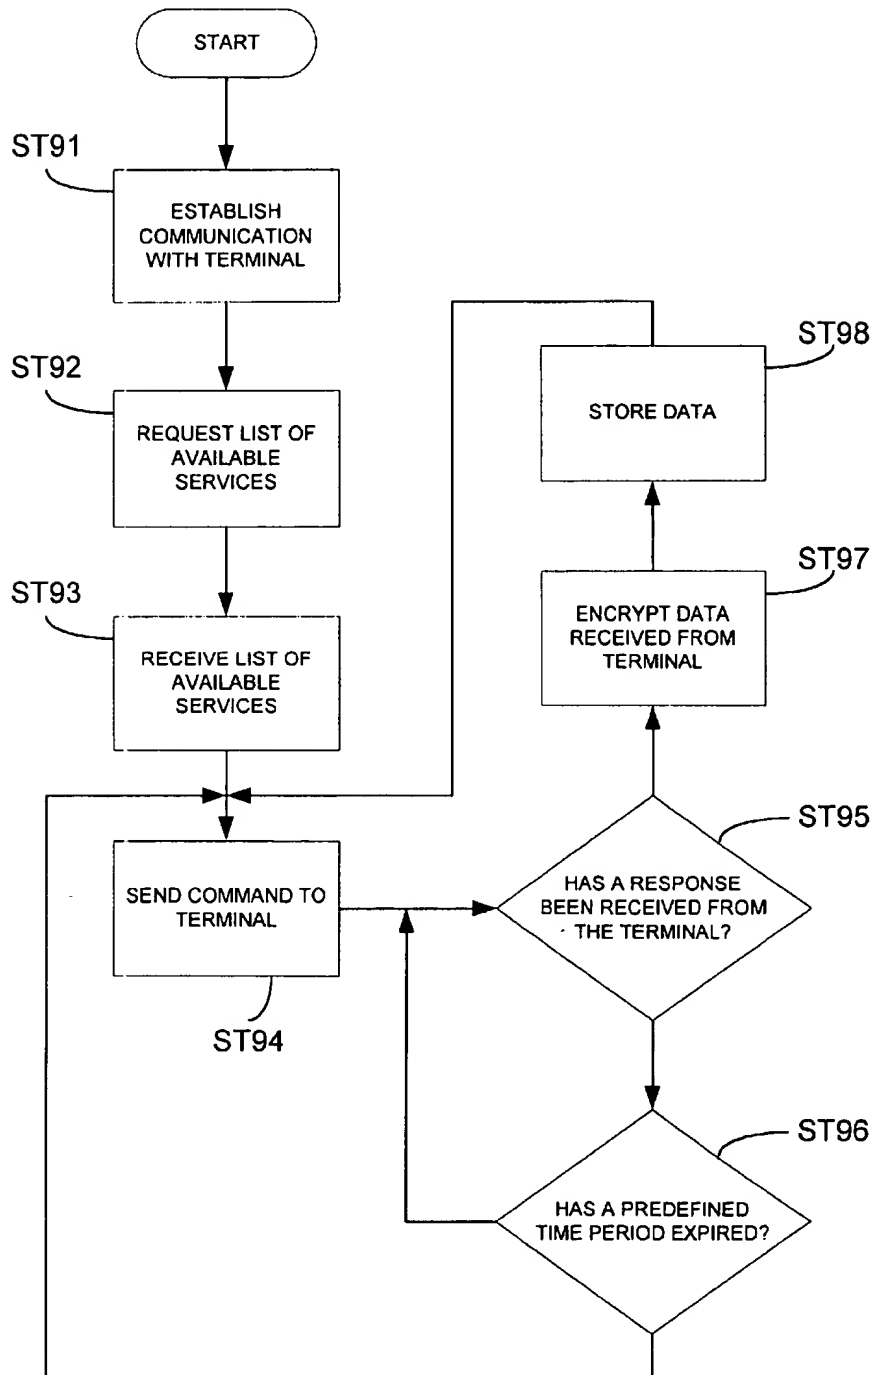 START
ST91
ESTABLISH
COMMUNICATION
WITH TERMINAL
ST92
REQUEST LIST OF
AVAILABLE
SERVICES
ST93
RECEIVE LIST OF
AVAILABLE
SERVICES
SEND COMMAND TO
TERMINAL
ST94
ST98
STORE DATA
ST97
ENCRYPT DATA
RECEIVED FROM
TERMINAL
ST95
HAS A RESPONSE
BEEN RECEIVED FROM
THE TERMINAL?
ST96
HAS A PREDEFINED
TIME PERIOD EXPIRED?